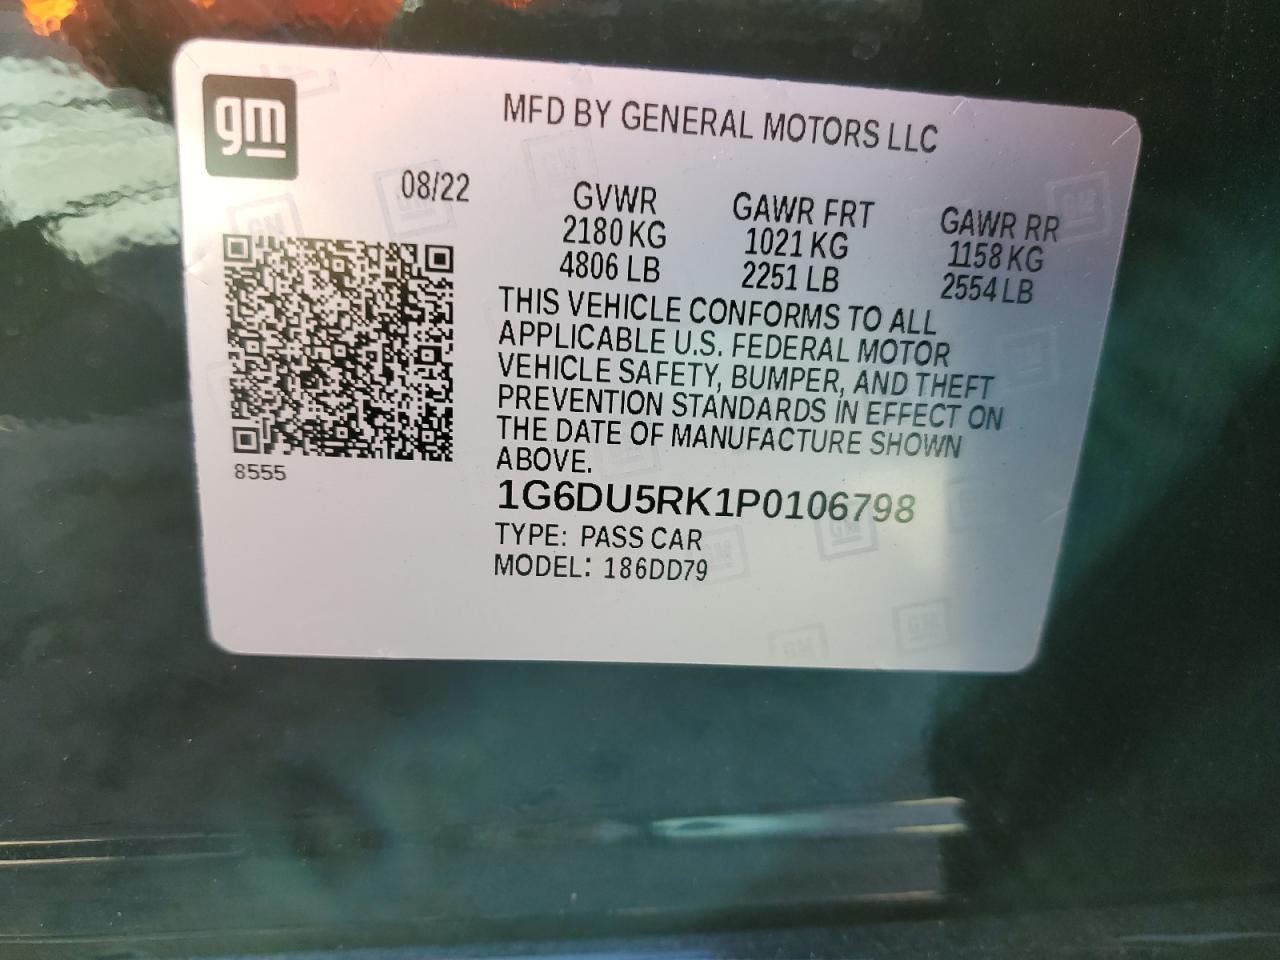 gm
MFD BY GENERAL MOTORS LLC
08/22
GVWR GAWR FRT GAWR RR
2180 KG 1021 KG 1158 KG
4806 LB 2251 LB 2554 LB
THIS VEHICLE CONFORMS TO ALL
APPLICABLE U.S. FEDERAL MOTOR
VEHICLE SAFETY, BUMPER, AND THEFT
PREVENTION STANDARDS IN EFFECT ON
THE DATE OF MANUFACTURE SHOWN
ABOVE.
8555
1G6DU5RK1P0106798
TYPE: PASS CAR
MODEL: 186DD79